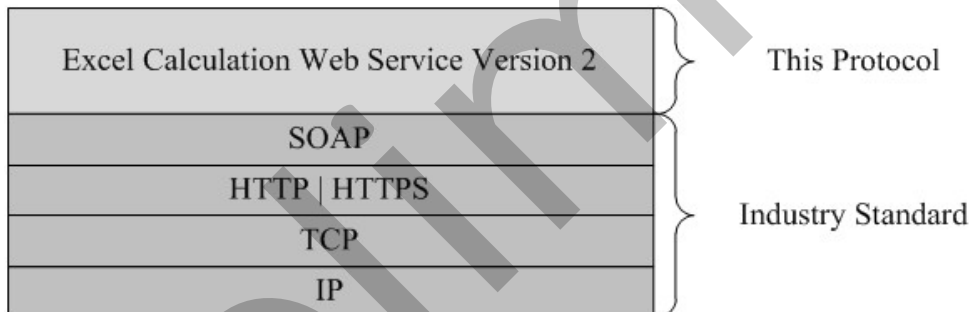 Excel Calculation Web Service Version 2
This Protocol
SOAP
HTTP | HTTPS
TCP
IP
Industry Standard